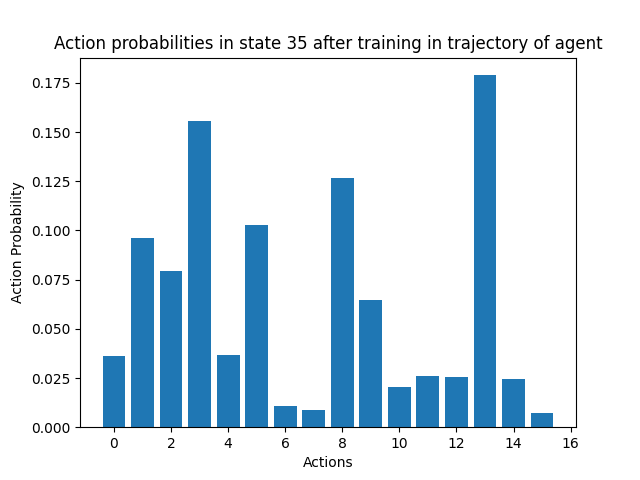 Action probabilities in state 35 after training in trajectory of agent
0.175
0.150
0.125
0.100
0.075
0.050
0.025
0.000
Action Probability
0 2 4 6 8 10 12 14 16
Actions